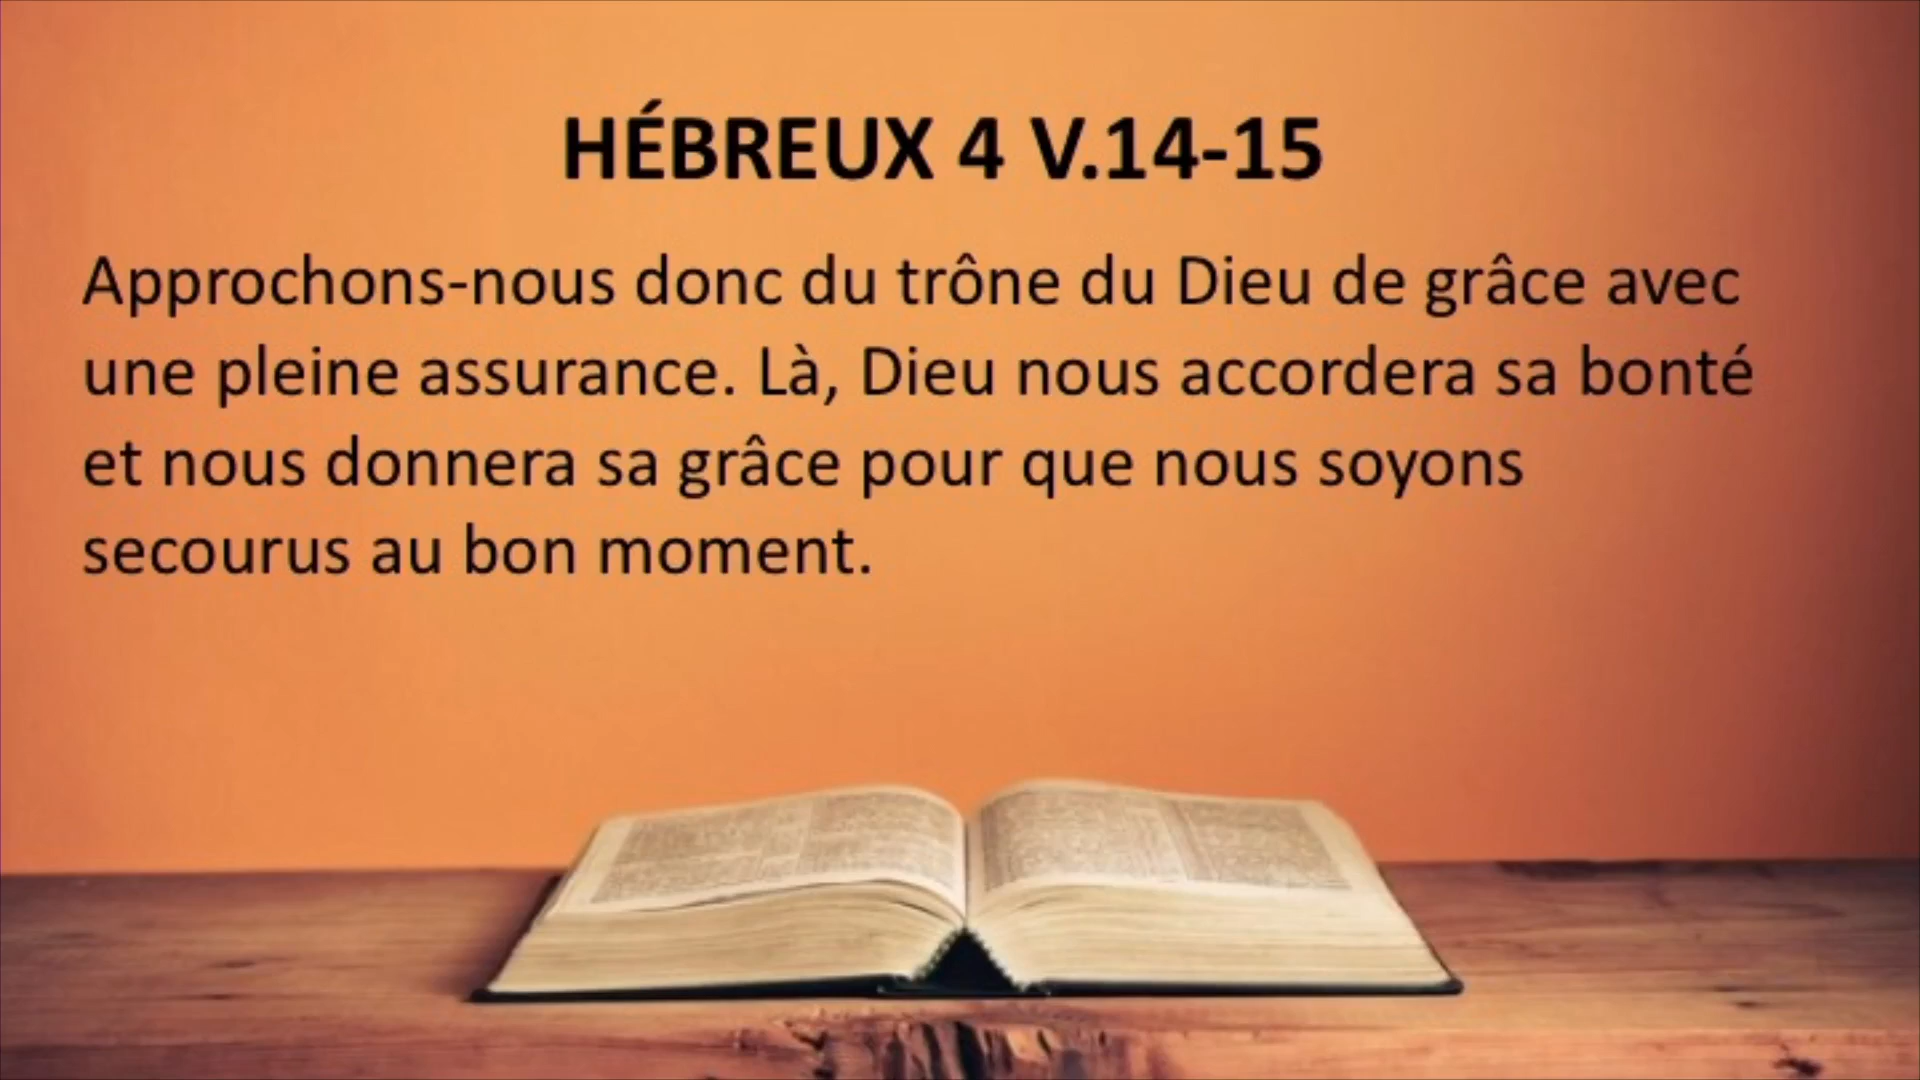 HÉBREUX 4 V.14-15
Approchons-nous donc du trône du Dieu de grâce avec
une pleine assurance. Là, Dieu nous accordera sa bonté
et nous donnera sa grâce pour que nous soyons
secourus au bon moment.